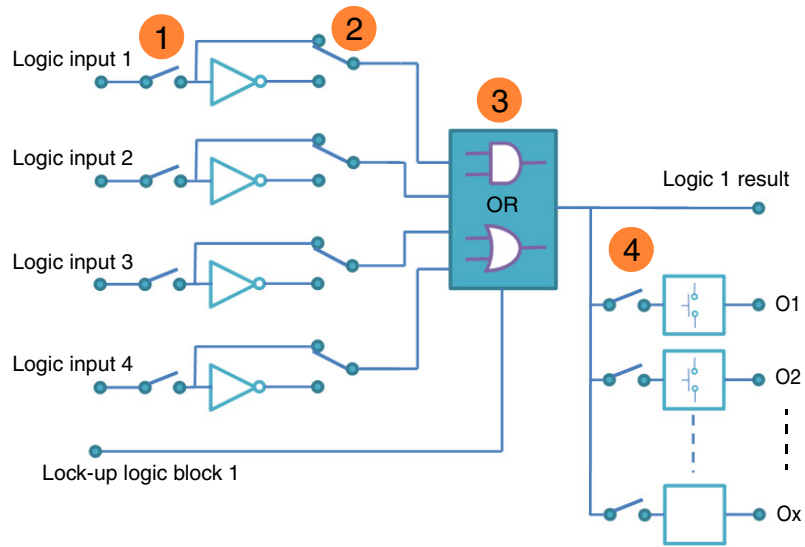 1
2
Logic input 1
3
Logic input 2
Logic 1 result
OR
4
Logic input 3
O1
Logic input 4
O2
Lock-up logic block 1
Ox